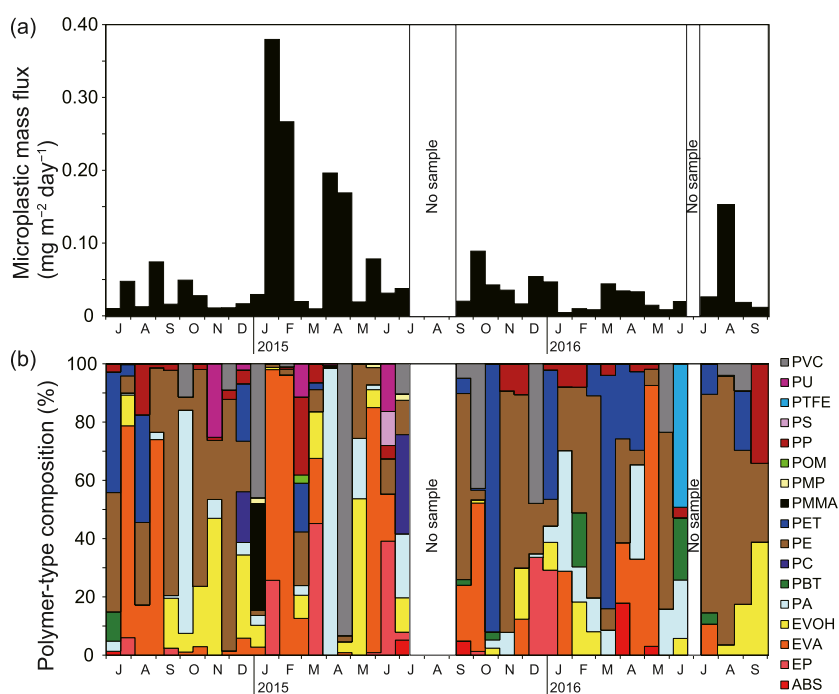 (a)
Microplastic mass flux
(mg m−2 day−1)
0.40
0.30
0.20
0.10
0
No sample
No sample
J A S O N D J F M A M J J A S O N D J F M A M J J A S
2015
2016
(b)
Polymer-type composition (%)
100
80
60
40
20
0
No sample
No sample
J A S O N D J F M A M J J A S O N D J F M A M J J A S
2015
2016
PVC
PU
PTFE
PS
PP
POM
PMP
PMMA
PET
PE
PC
PBT
PA
EVOH
EVA
EP
ABS